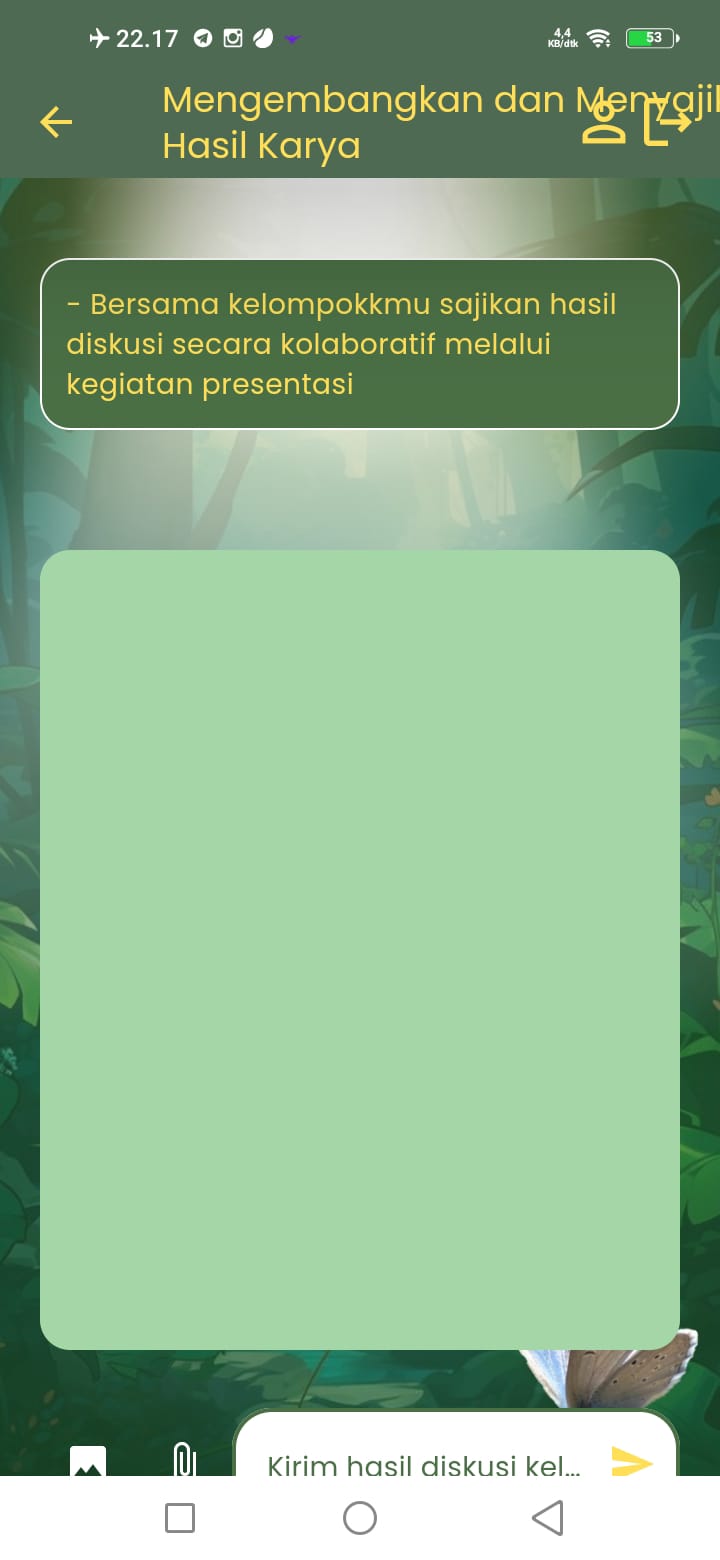 22.17
4,4
KB/dtk
53
Mengembangkan dan Menyaji
Hasil Karya
- Bersama kelompokkmu sajikan hasil
diskusi secara kolaboratif melalui
kegiatan presentasi
Kirim hasil diskusi kel...